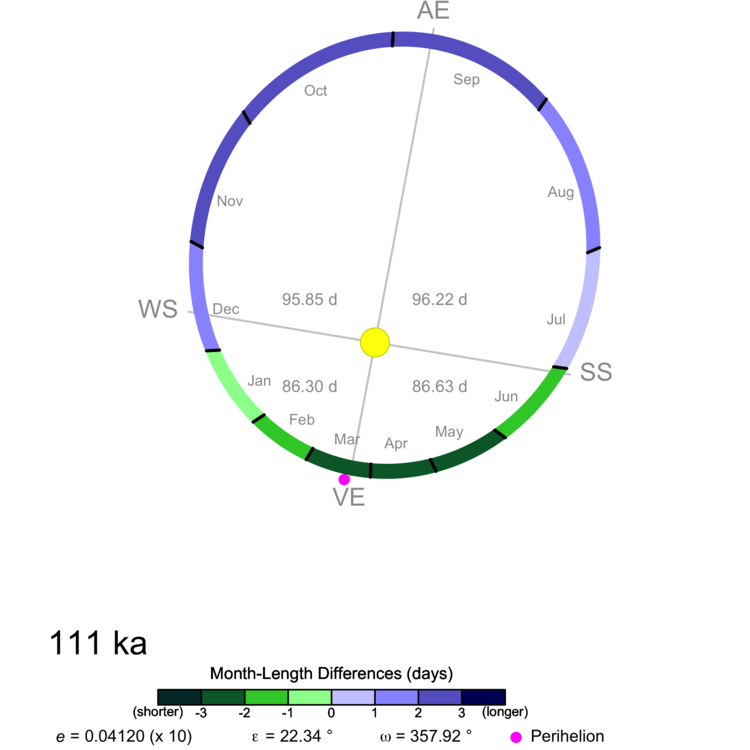 AE
Sep
Oct
Aug
Nov
WS
Dec
95.85 d
96.22 d
Jul
SS
Jan
86.30 d
86.63 d
Jun
Feb
Mar
Apr
May
VE
111 ka
Month-Length Differences (days)
(shorter) -3 -2 -1 0 1 2 3 (longer)
e = 0.04120 (x 10) ε = 22.34 ° ω = 357.92 ° Perihelion